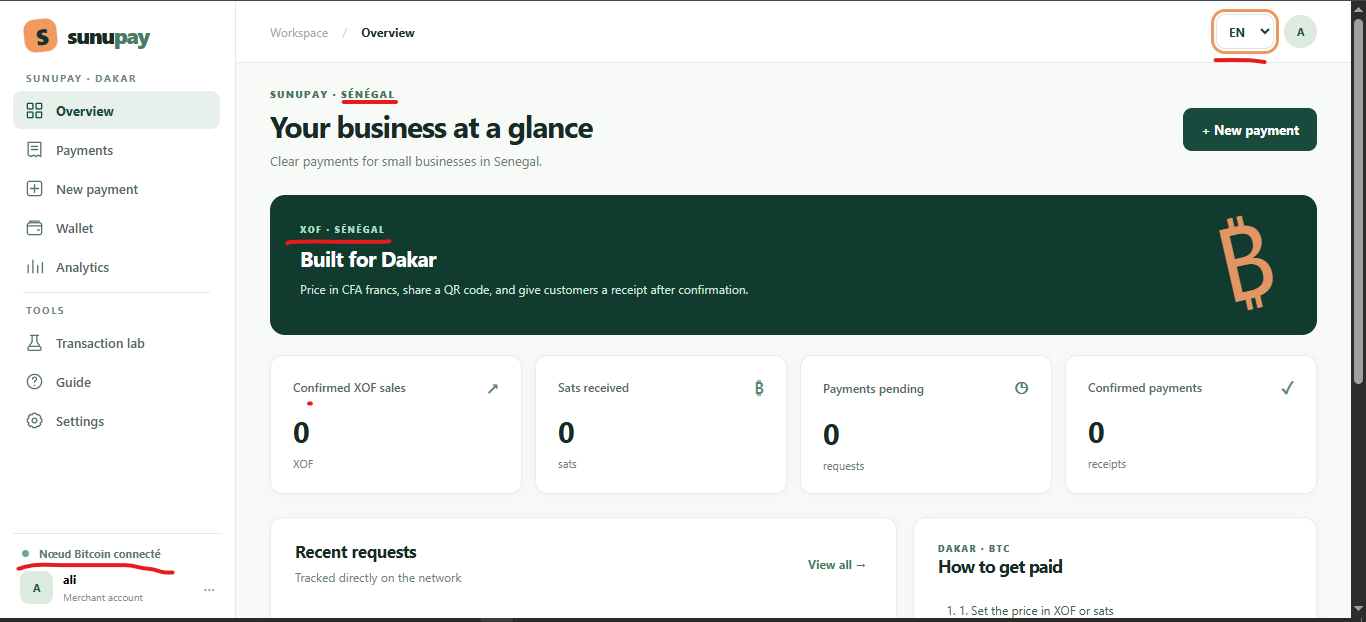 S sunupay
Workspace / Overview
EN
A
SUNUPAY · DAKAR
Overview
Payments
New payment
Wallet
Analytics
TOOLS
Transaction lab
Guide
Settings
Nœud Bitcoin connecté
A
ali
Merchant account
...
SUNUPAY · SÉNÉGAL
Your business at a glance
Clear payments for small businesses in Senegal.
+ New payment
XOF · SÉNÉGAL
Built for Dakar
Price in CFA francs, share a QR code, and give customers a receipt after confirmation.
₿
Confirmed XOF sales ↗
0
XOF
Sats received ₿
0
sats
Payments pending
0
requests
Confirmed payments ✓
0
receipts
Recent requests
Tracked directly on the network
View all →
DAKAR · BTC
How to get paid
1. 1. Set the price in XOF or sats